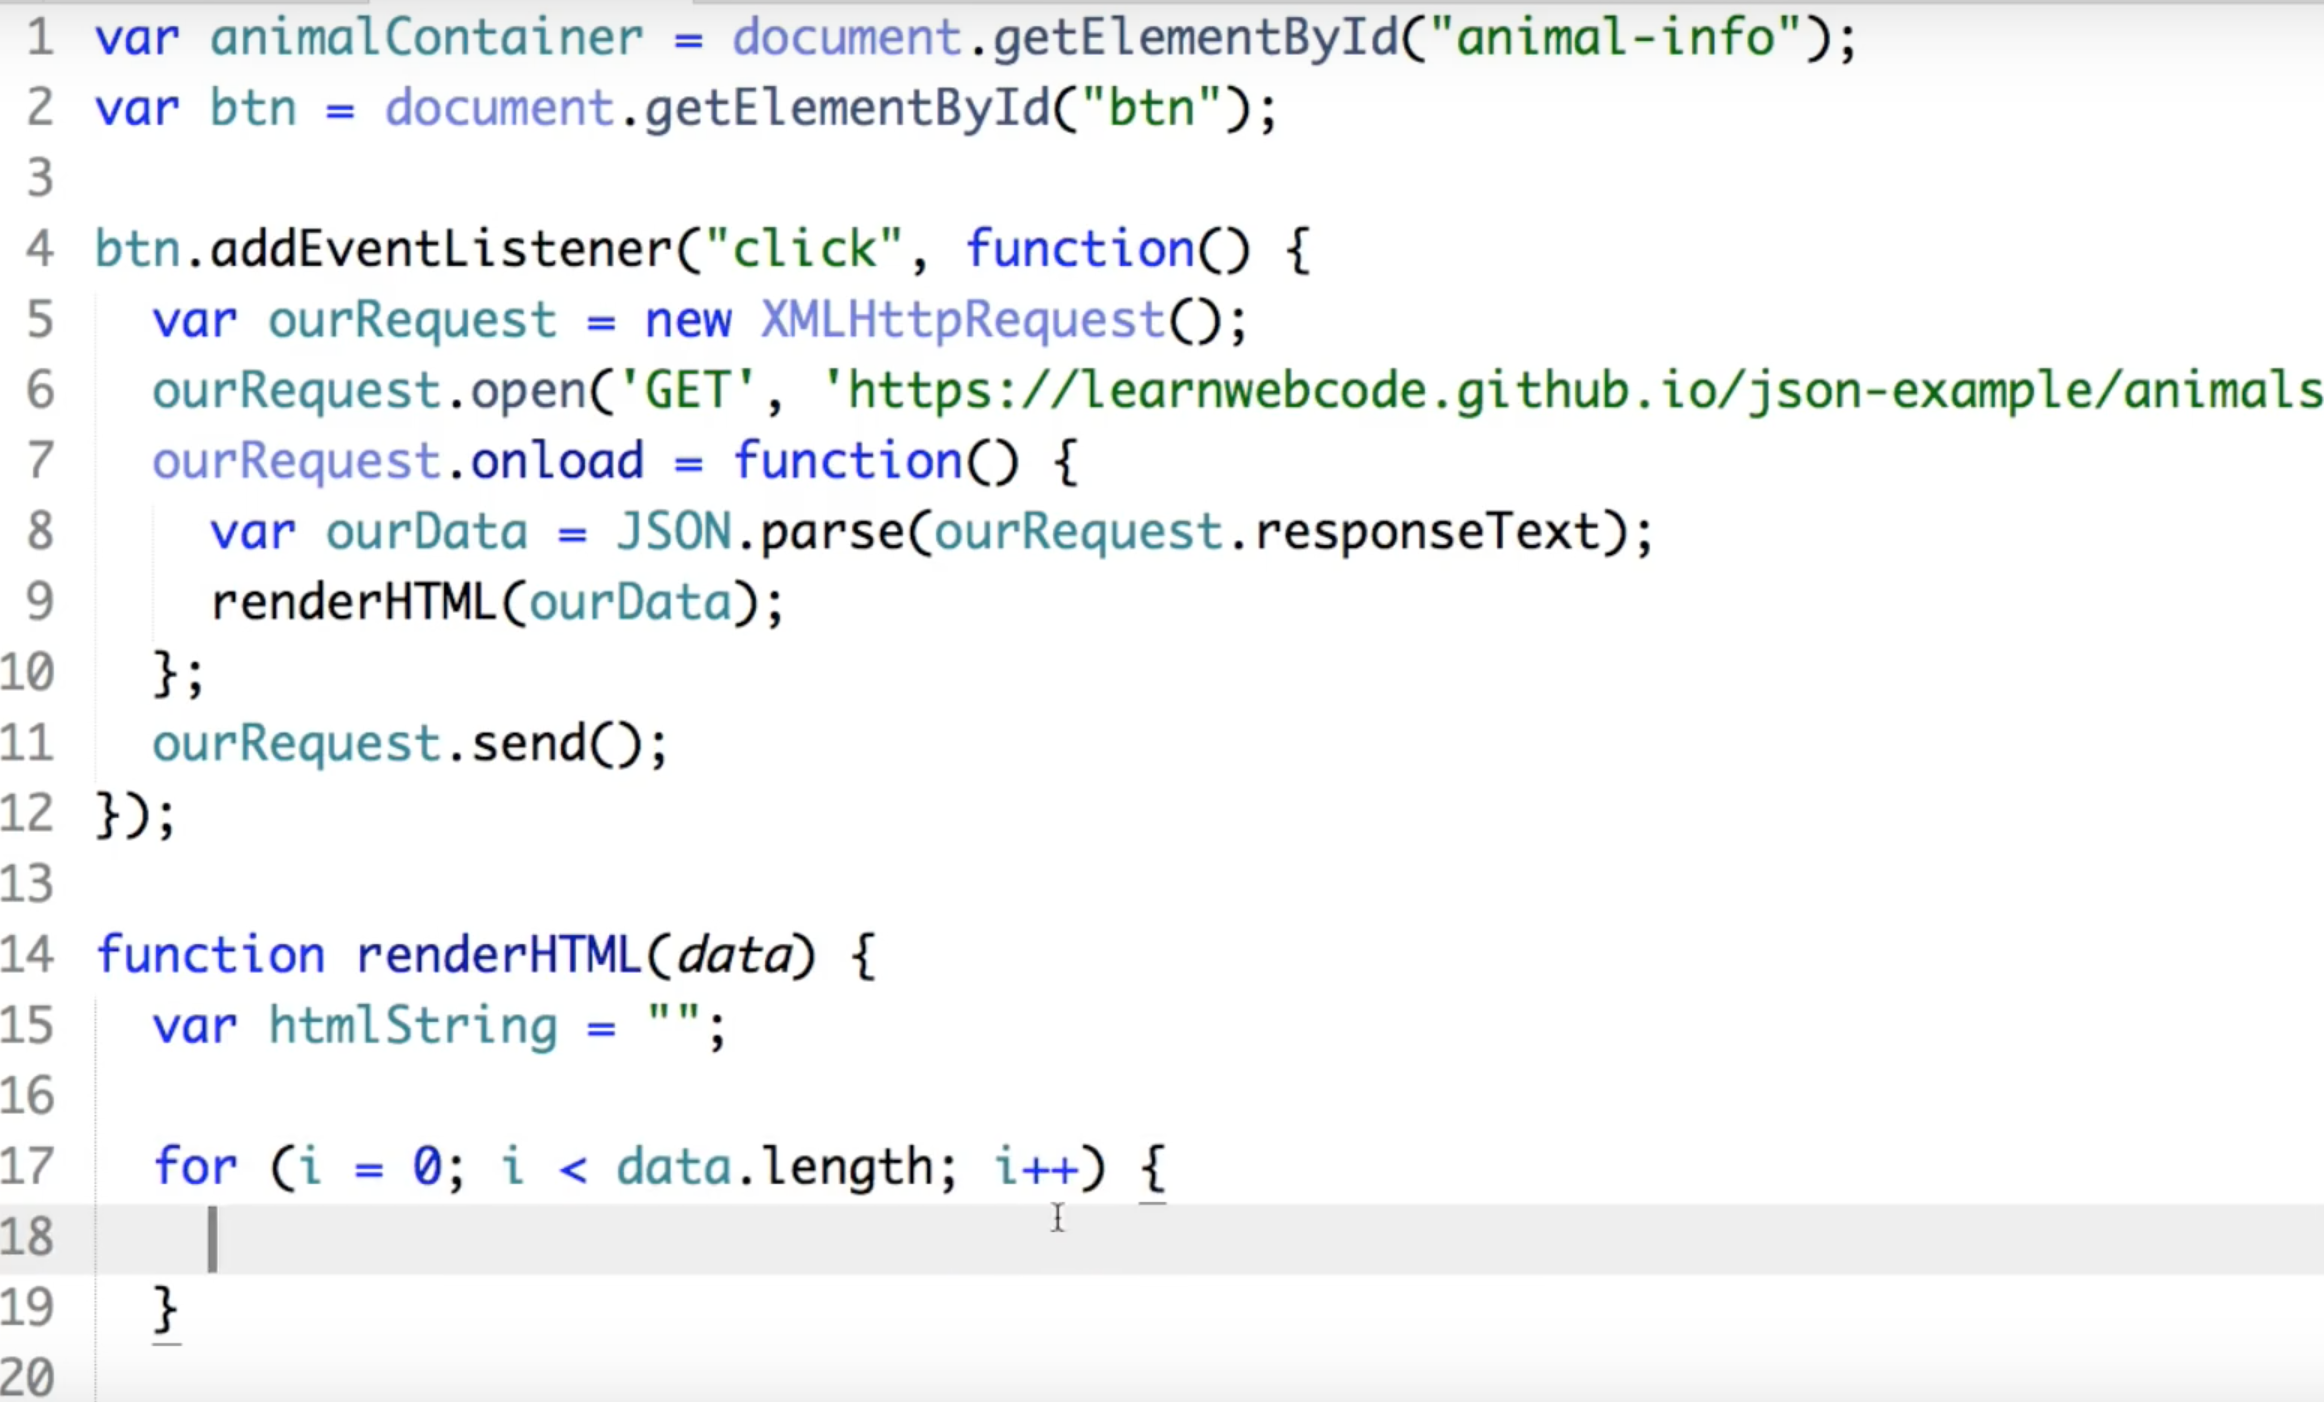 1 var animalContainer = document.getElementById("animal-info");
2 var btn = document.getElementById("btn");
3
4 btn.addEventListener("click", function() {
5 var ourRequest = new XMLHttpRequest();
6 ourRequest.open('GET', 'https://learnwebcode.github.io/json-example/animals
7 ourRequest.onload = function() {
8 var ourData = JSON.parse(ourRequest.responseText);
9 renderHTML(ourData);
10 };
11 ourRequest.send();
12 });
13
14 function renderHTML(data) {
15 var htmlString = "";
16
17 for (i = 0; i < data.length; i++) {
18
19 }
20